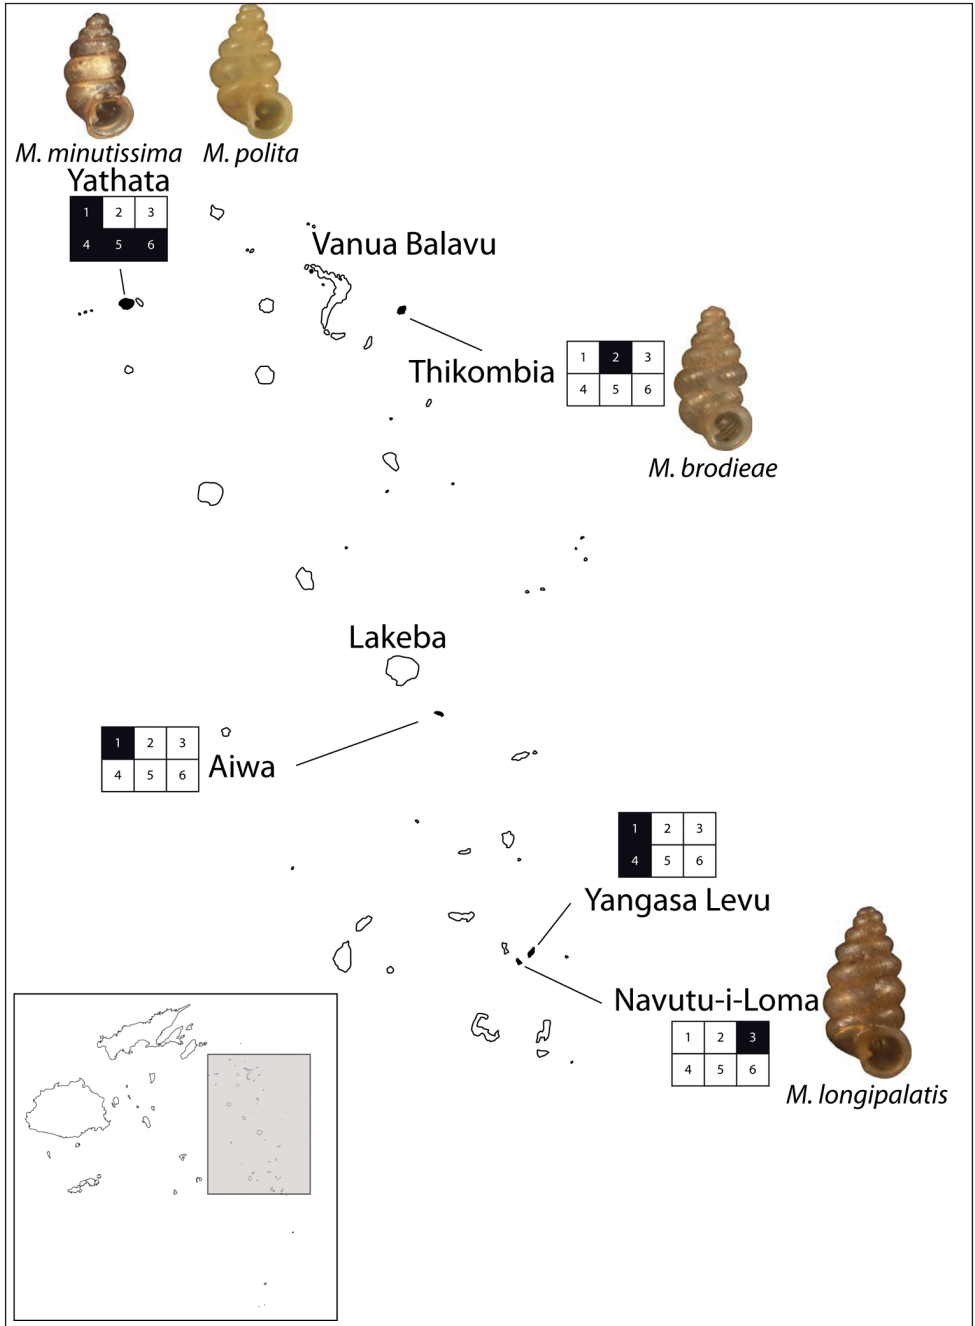 M. minutissima M. polita
Yathata
1 2 3
4 5 6
Vanua Balavu
Thikombia
1 2 3
4 5 6
M. brodieae
Lakeba
1 2 3
4 5 6
Aiwa
1 2 3
4 5 6
Yangasa Levu
Navutu-i-Loma
1 2 3
4 5 6
M. longipalatis